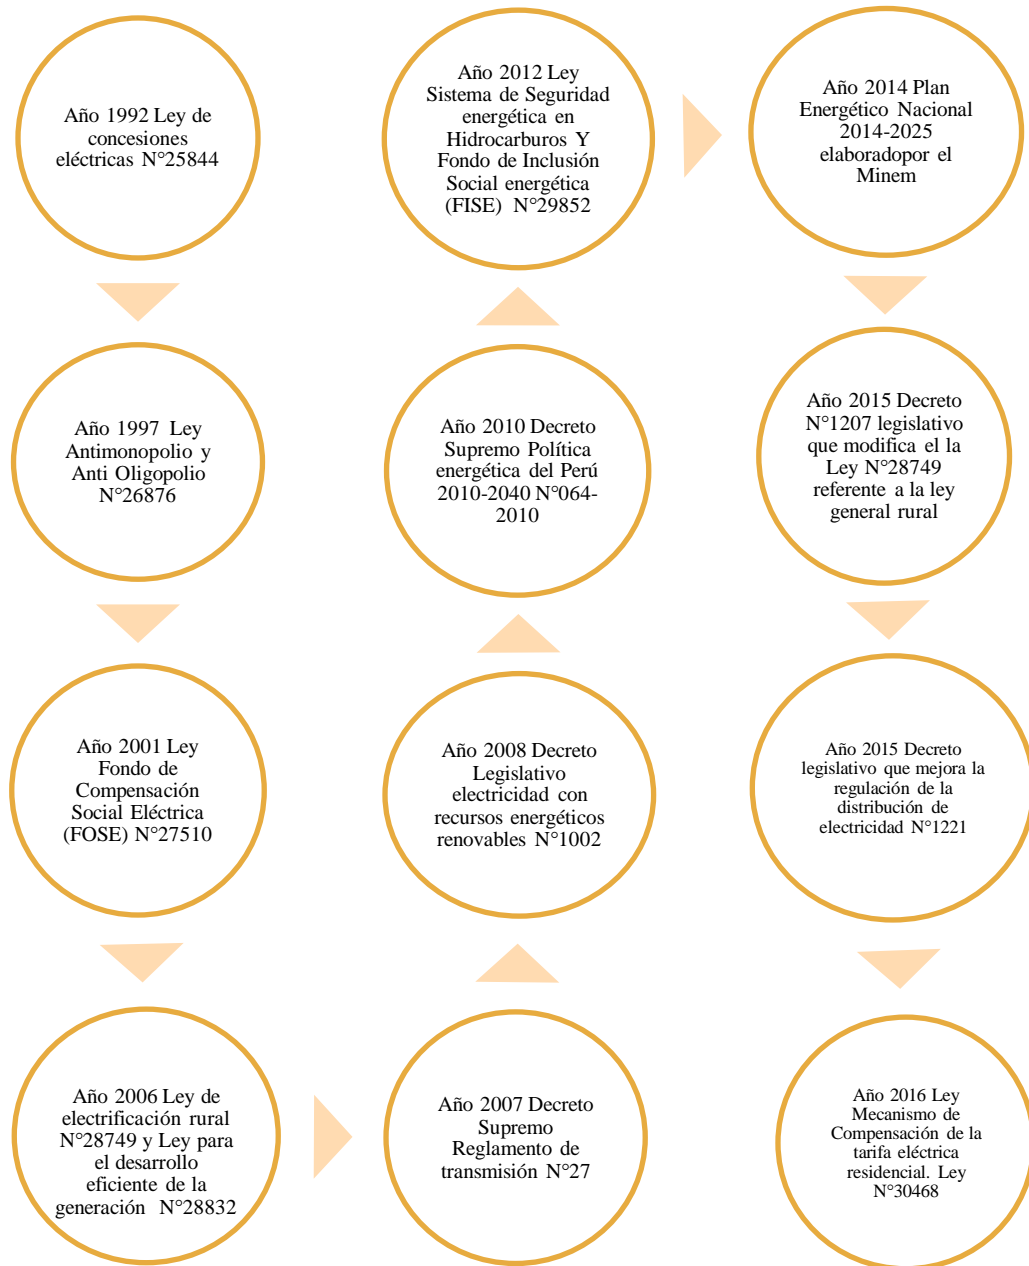 Año 1992 Ley de
concesiones
eléctricas N°25844
Año 1997 Ley
Antimonopolio y
Anti Oligopolio
N°26876
Año 2001 Ley
Fondo de
Compensación
Social Eléctrica
(FOSE) N°27510
Año 2006 Ley de
electrificación rural
N°28749 y Ley para
el desarrollo
eficiente de la
generación N°28832
Año 2007 Decreto
Supremo
Reglamento de
transmisión N°27
Año 2008 Decreto
Legislativo
electricidad con
recursos energéticos
renovables N°1002
Año 2010 Decreto
Supremo Política
energética del Perú
2010-2040 N°064-
2010
Año 2012 Ley
Sistema de Seguridad
energética en
Hidrocarburos Y
Fondo de Inclusión
Social energética
(FISE) N°29852
Año 2014 Plan
Energético Nacional
2014-2025
elaboradopor el
Minem
Año 2015 Decreto
N°1207 legislativo
que modifica el la
Ley N°28749
referente a la ley
general rural
Año 2015 Decreto
legislativo que mejora la
regulación de la
distribución de
electricidad N°1221
Año 2016 Ley
Mecanismo de
Compensación de la
tarifa eléctrica
residencial. Ley
N°30468